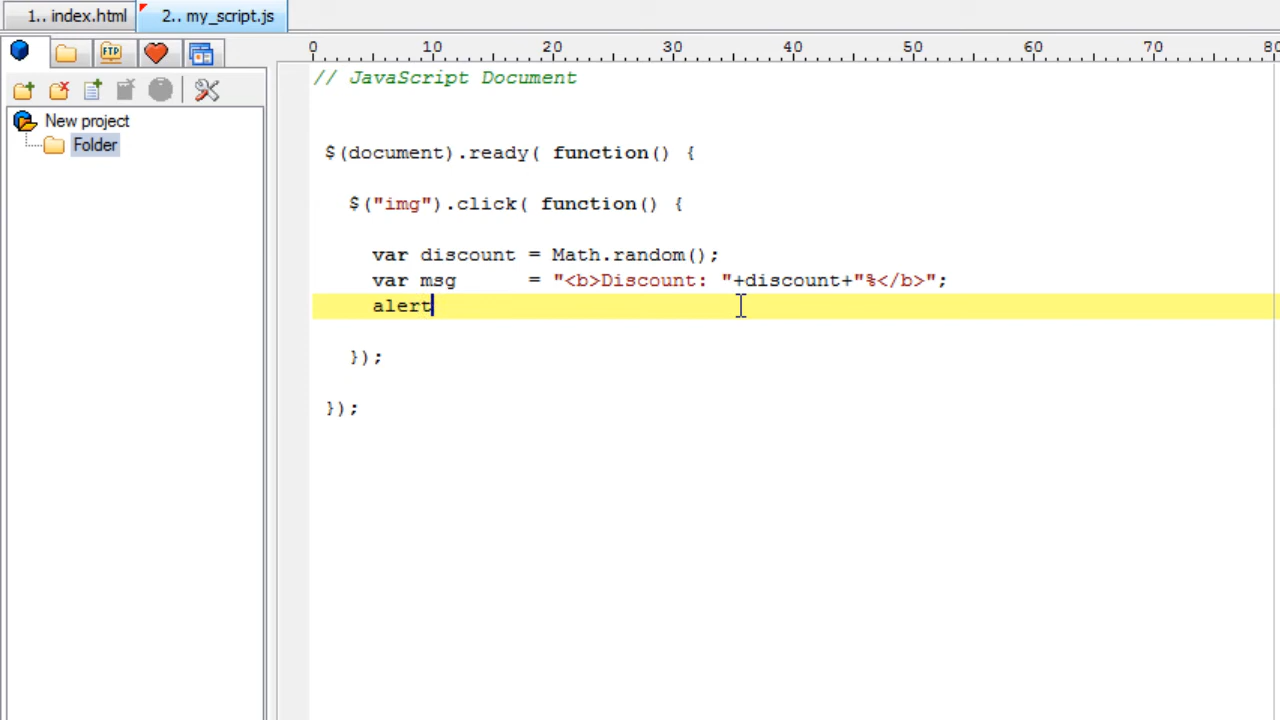 1.. index.html
2.. my_script.js
FTP
0 10 20 30 40 50 60 70 80
// JavaScript Document
New project
Folder
$(document).ready( function() {
$("img").click( function() {
var discount = Math.random();
var msg = "<b>Discount: "+discount+"%</b>";
alert
});
});